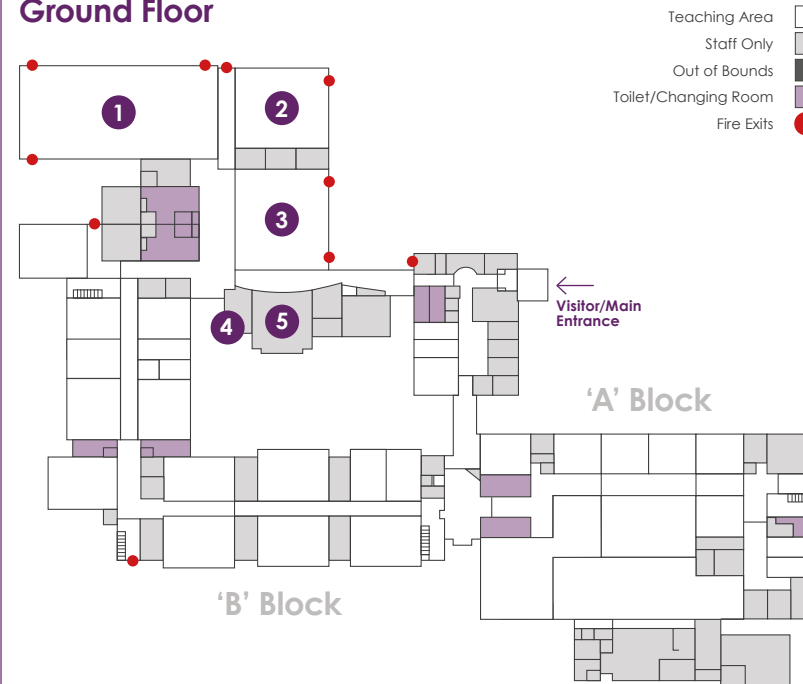 Ground Floor
Teaching Area
Staff Only
Out of Bounds
Toilet/Changing Room
Fire Exits
1
2
3
4
5
Visitor/Main
Entrance
‘A’ Block
‘B’ Block